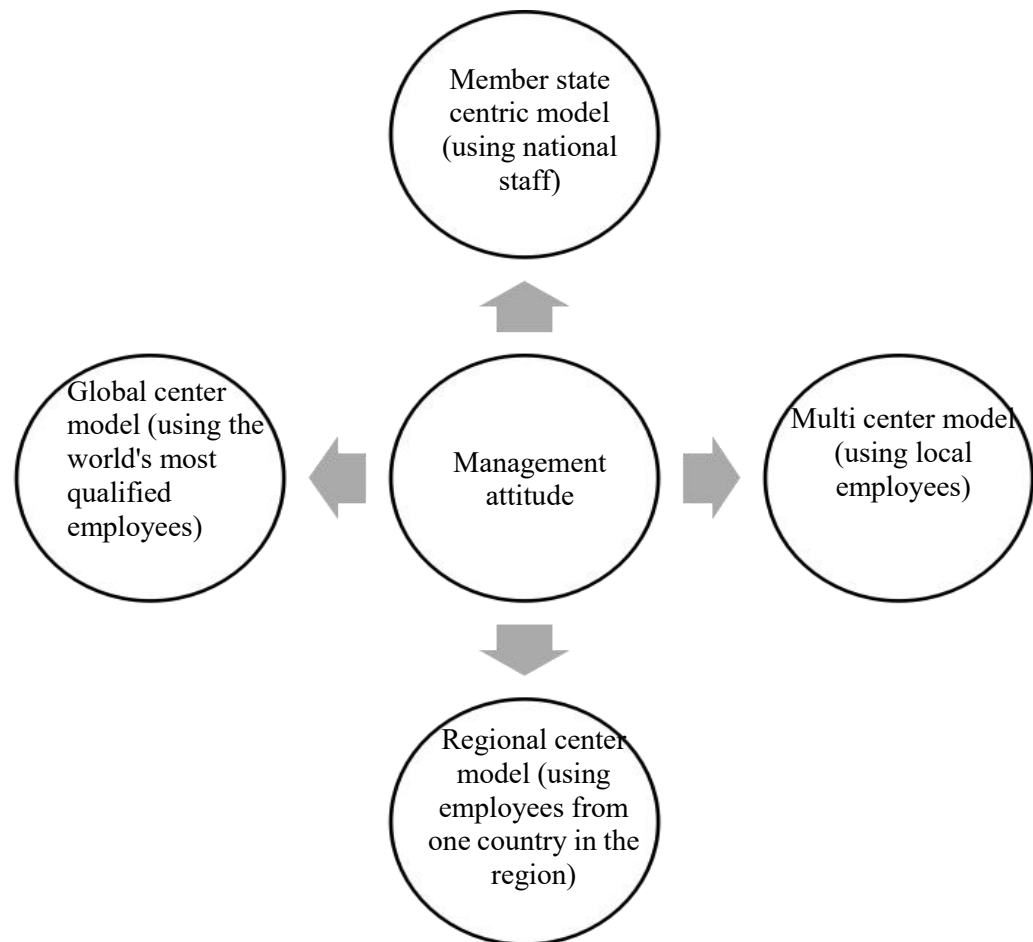 Member state
centric model
(using national
staff)
Global center
model (using the
world's most
qualified
employees)
Management
attitude
Multi center model
(using local
employees)
Regional center
model (using
employees from
one country in the
region)